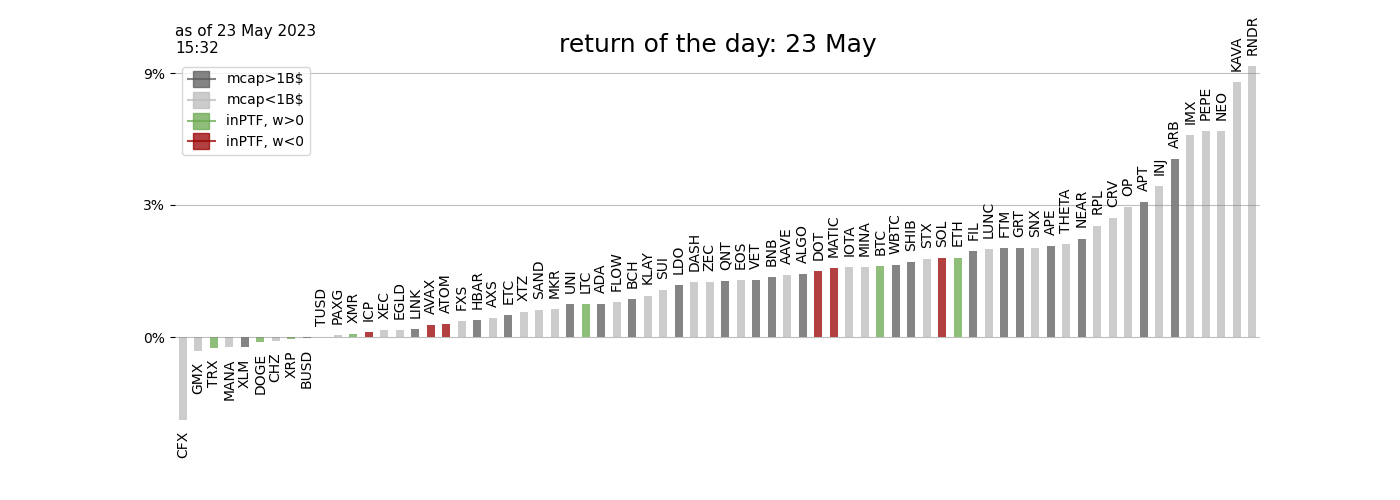 as of 23 May 2023
15:32
return of the day: 23 May
mcap>1B$
mcap<1B$
inPTF, w>0
inPTF, w<0
9%
3%
0%
CFX
GMX
TRX
MANA
XLM
DOGE
CHZ
XRP
BUSD
TUSD
PAXG
XMR
ICP
XEC
EGLD
LINK
AVAX
ATOM
FXS
HBAR
AXS
ETC
XTZ
SAND
MKR
UNI
LTC
ADA
FLOW
BCH
KLAY
SUI
LDO
DASH
ZEC
QNT
EOS
VET
BNB
AAVE
ALGO
DOT
MATIC
IOTA
MINA
BTC
WBTC
SHIB
STX
SOL
ETH
FIL
LUNC
FTM
GRT
SNX
APE
THETA
NEAR
RPL
CRV
OP
APT
INJ
ARB
IMX
PEPE
NEO
KAVA
RNDR